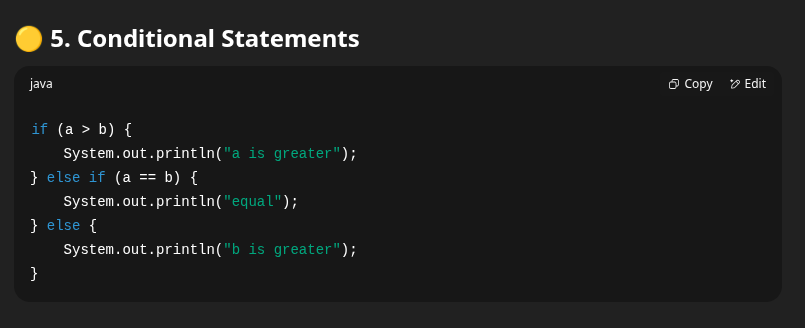 🟡 5. Conditional Statements
java Copy Edit
if (a > b) {
    System.out.println("a is greater");
} else if (a == b) {
    System.out.println("equal");
} else {
    System.out.println("b is greater");
}